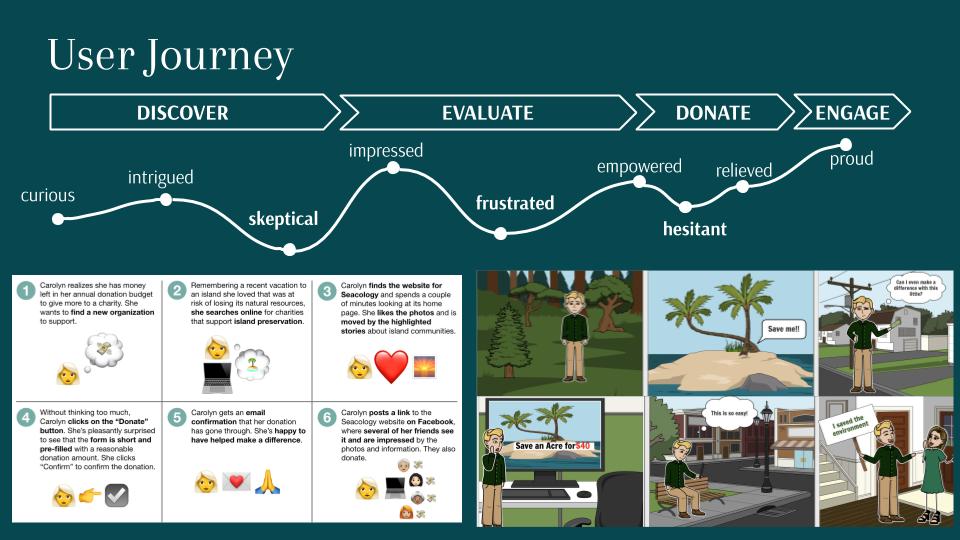 User Journey
DISCOVER
EVALUATE
DONATE
ENGAGE
curious
intrigued
skeptical
impressed
frustrated
empowered
hesitant
relieved
proud
1
Carolyn realizes she has money
left in her annual donation budget
to give more to a charity. She
wants to find a new organization
to support.
2
Remembering a recent vacation to
an island she loved that was at
risk of losing its natural resources,
she searches online for charities
that support island preservation.
3
Carolyn finds the website for
Seacology and spends a couple
of minutes looking at its home
page. She likes the photos and is
moved by the highlighted
stories about island communities.
4
Without thinking too much,
Carolyn clicks on the "Donate"
button. She's pleasantly surprised
to see that the form is short and
pre-filled with a reasonable
donation amount. She clicks
"Confirm" to confirm the donation.
5
Carolyn gets an email
confirmation that her donation
has gone through. She's happy to
have helped make a difference.
6
Carolyn posts a link to the
Seacology website on Facebook,
where several of her friends see
it and are impressed by the
photos and information. They also
donate.
Save me!!
Can I even make a
difference with this
little?
Save an Acre for$40
This is so easy!
I saved the
environment